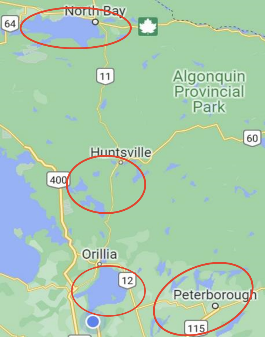 North Bay
64
11
Algonquin
Provincial
Park
60
Huntsville
400
Orillia
12
Peterborough
115